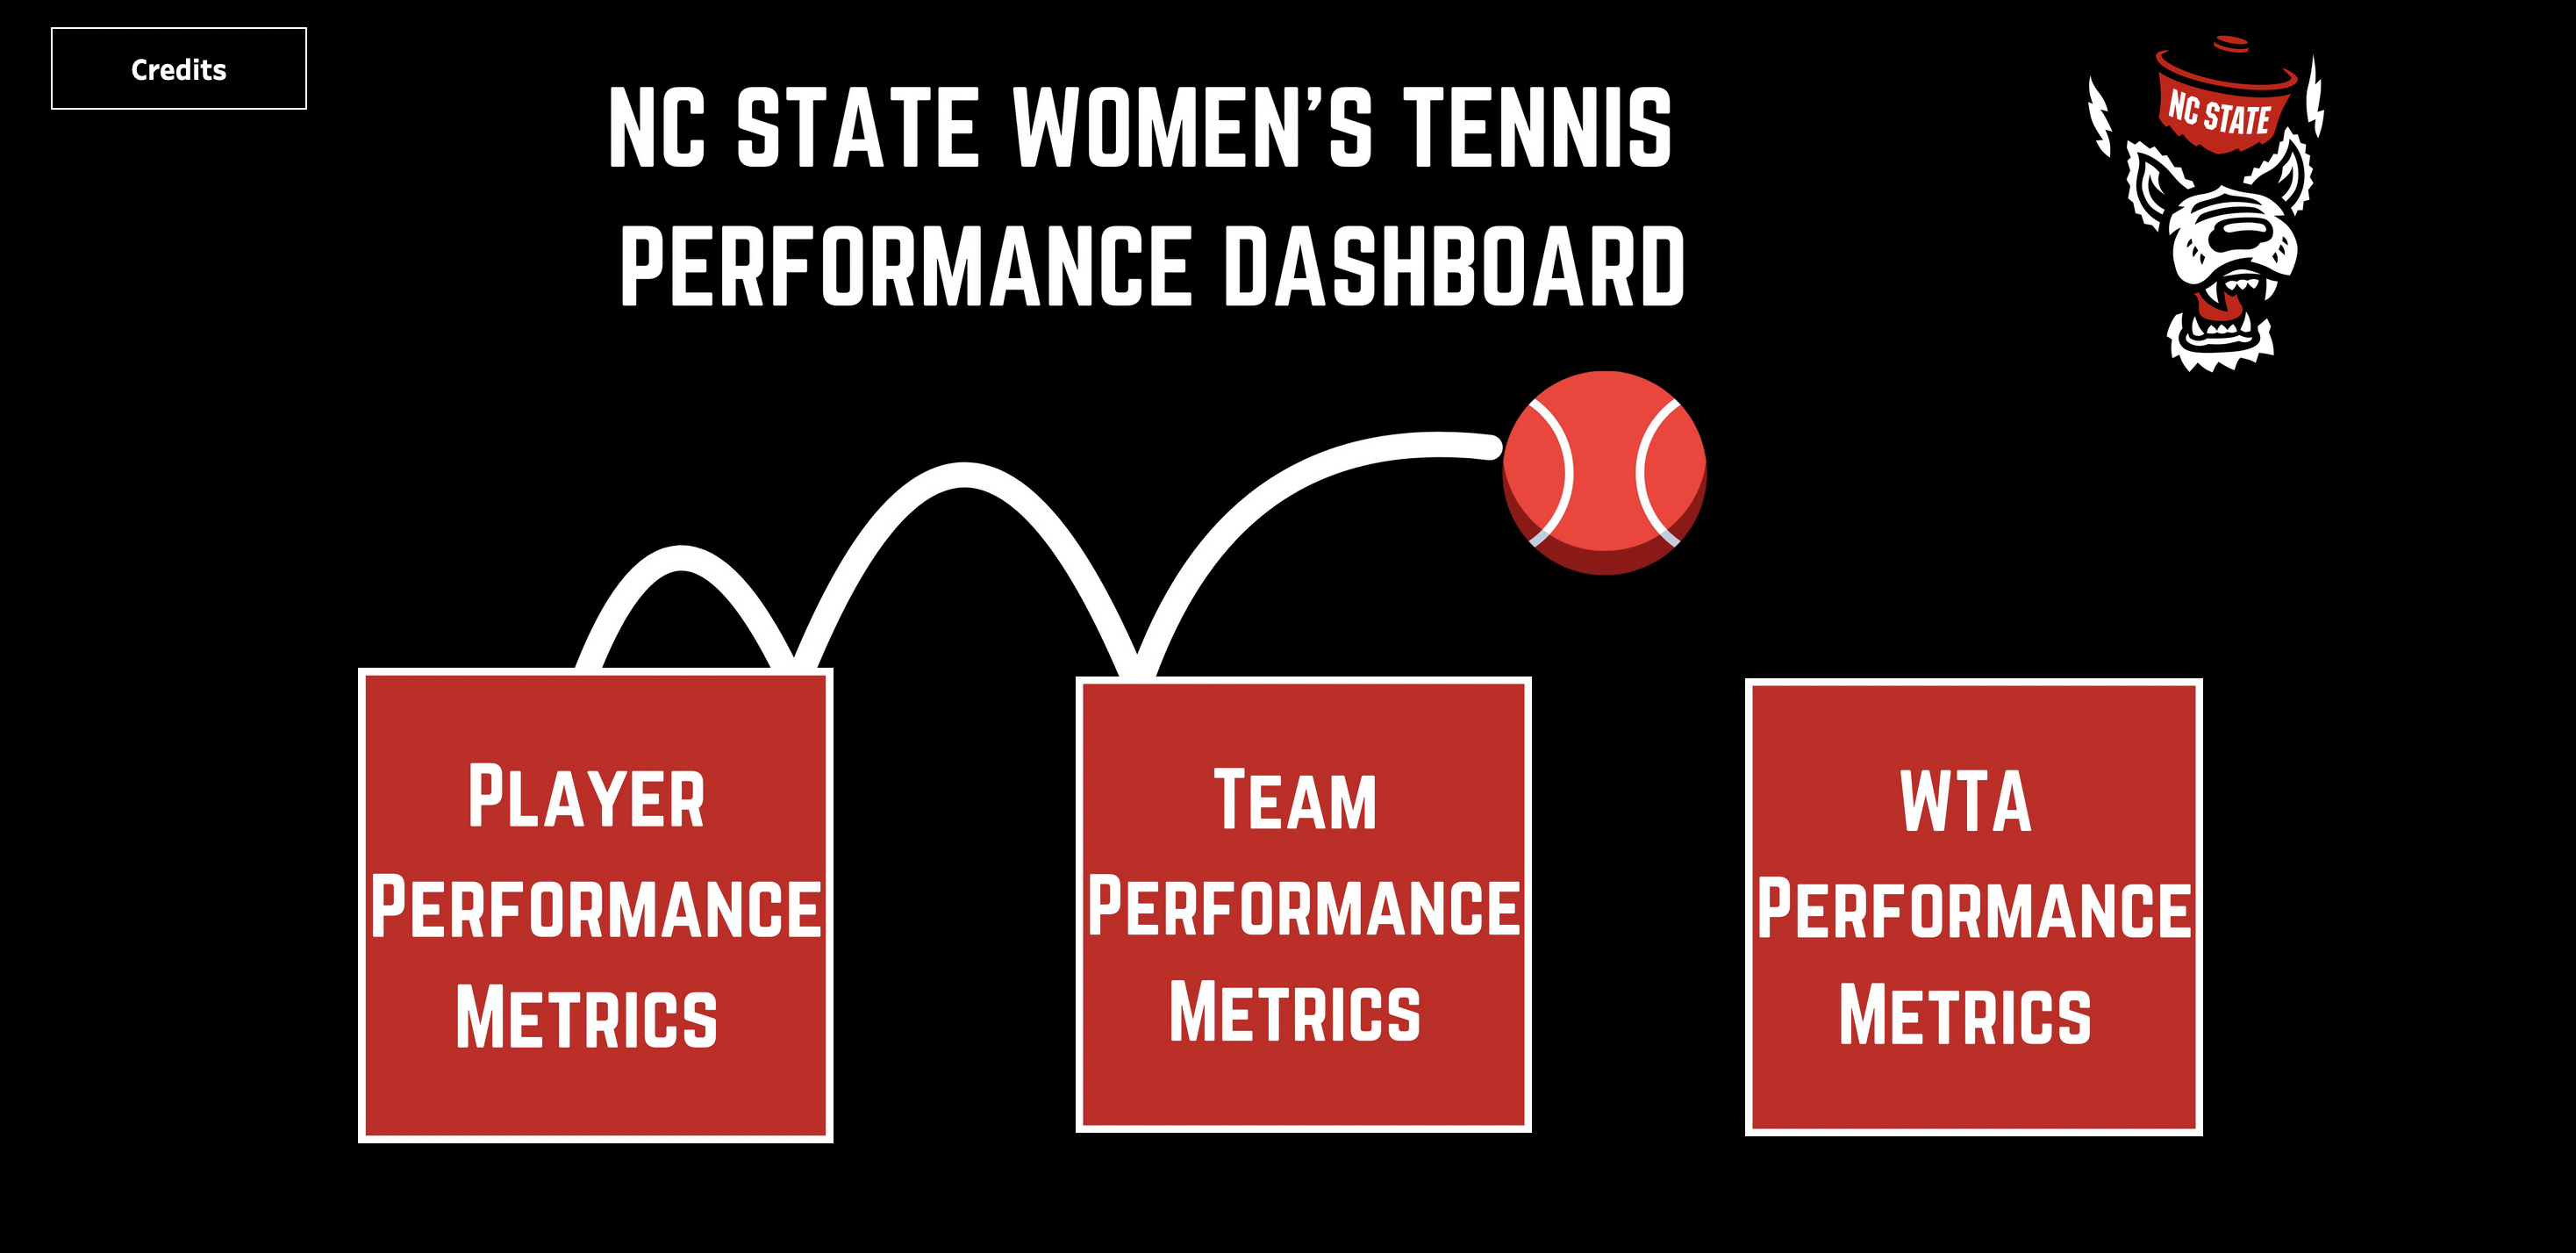 Credits
NC STATE WOMEN'S TENNIS
PERFORMANCE DASHBOARD
NC STATE
PLAYER
PERFORMANCE
METRICS
TEAM
PERFORMANCE
METRICS
WTA
PERFORMANCE
METRICS